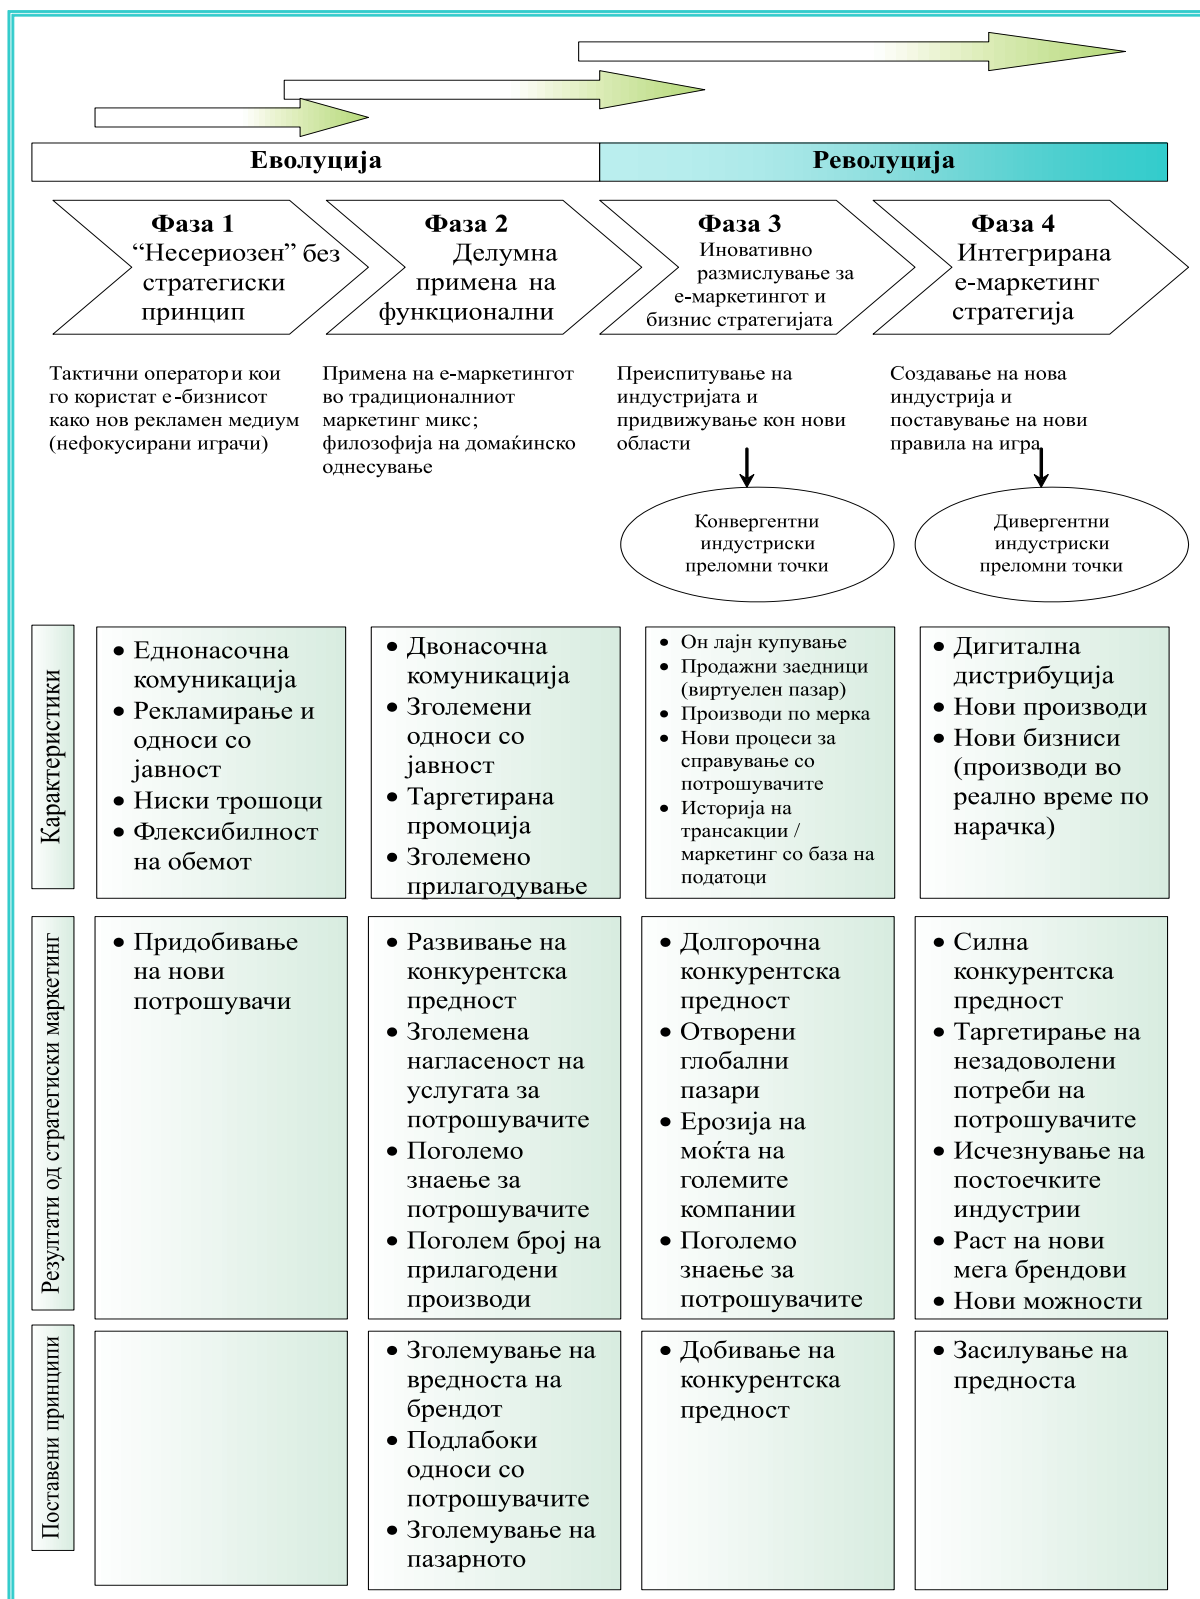 Еволуција
Револуција
Фаза 1
“Несериозен” без
стратегиски
принцип
Фаза 2
Делумна
примена на
функционални
Фаза 3
Иновативно
размислување за
е-маркетингот и
бизнис стратегијата
Фаза 4
Интегрирана
е-маркетинг
стратегија
Тактични оператори кои
го користат е-бизнисот
како нов рекламен медиум
(нефокусирани играчи)
Примена на е-маркетингот
во традиционалниот
маркетинг микс;
филозофија на домаќинско
однесување
Преиспитување на
индустријата и
придвижување кон нови
области
Создавање на нова
индустрија и
поставување на нови
правила на игра
Конвергентни
индустриски
преломни точки
Дивергентни
индустриски
преломни точки
Карактеристики
• Еднонасочна
комуникација
• Рекламирање и
односи со
јавност
• Ниски трошоци
• Флексибилност
на обемот
• Двонасочна
комуникација
• Зголемени
односи со
јавност
• Таргетирана
промоција
• Зголемено
прилагодување
• Он лајн купување
• Продажни заедници
(виртуелен пазар)
• Производи по мерка
• Нови процеси за
справување со
потрошувачите
• Историја на
трансакции /
маркетинг со база на
податоци
• Дигитална
дистрибуција
• Нови производи
• Нови бизниси
(производи во
реално време по
нарачка)
Резултати од стратегиски маркетинг
• Придобивање
на нови
потрошувачи
• Развивање на
конкурентска
предност
• Зголемена
нагласеност на
услугата за
потрошувачите
• Поголемо
знаење за
потрошувачите
• Поголем број на
прилагодени
производи
• Долгорочна
конкурентска
предност
• Отворени
глобални
пазари
• Ерозија на
моќта на
големите
компании
• Поголемо
знаење за
потрошувачите
• Силна
конкурентска
предност
• Таргетирање на
незадоволени
потреби на
потрошувачите
• Исчезнување на
постоечките
индустрии
• Раст на нови
мега брендови
• Нови можности
Поставени принципи
• Зголемување на
вредноста на
брендот
• Подлабоки
односи со
потрошувачите
• Зголемување на
пазарното
• Добивање на
конкурентска
предност
• Засилување на
предноста